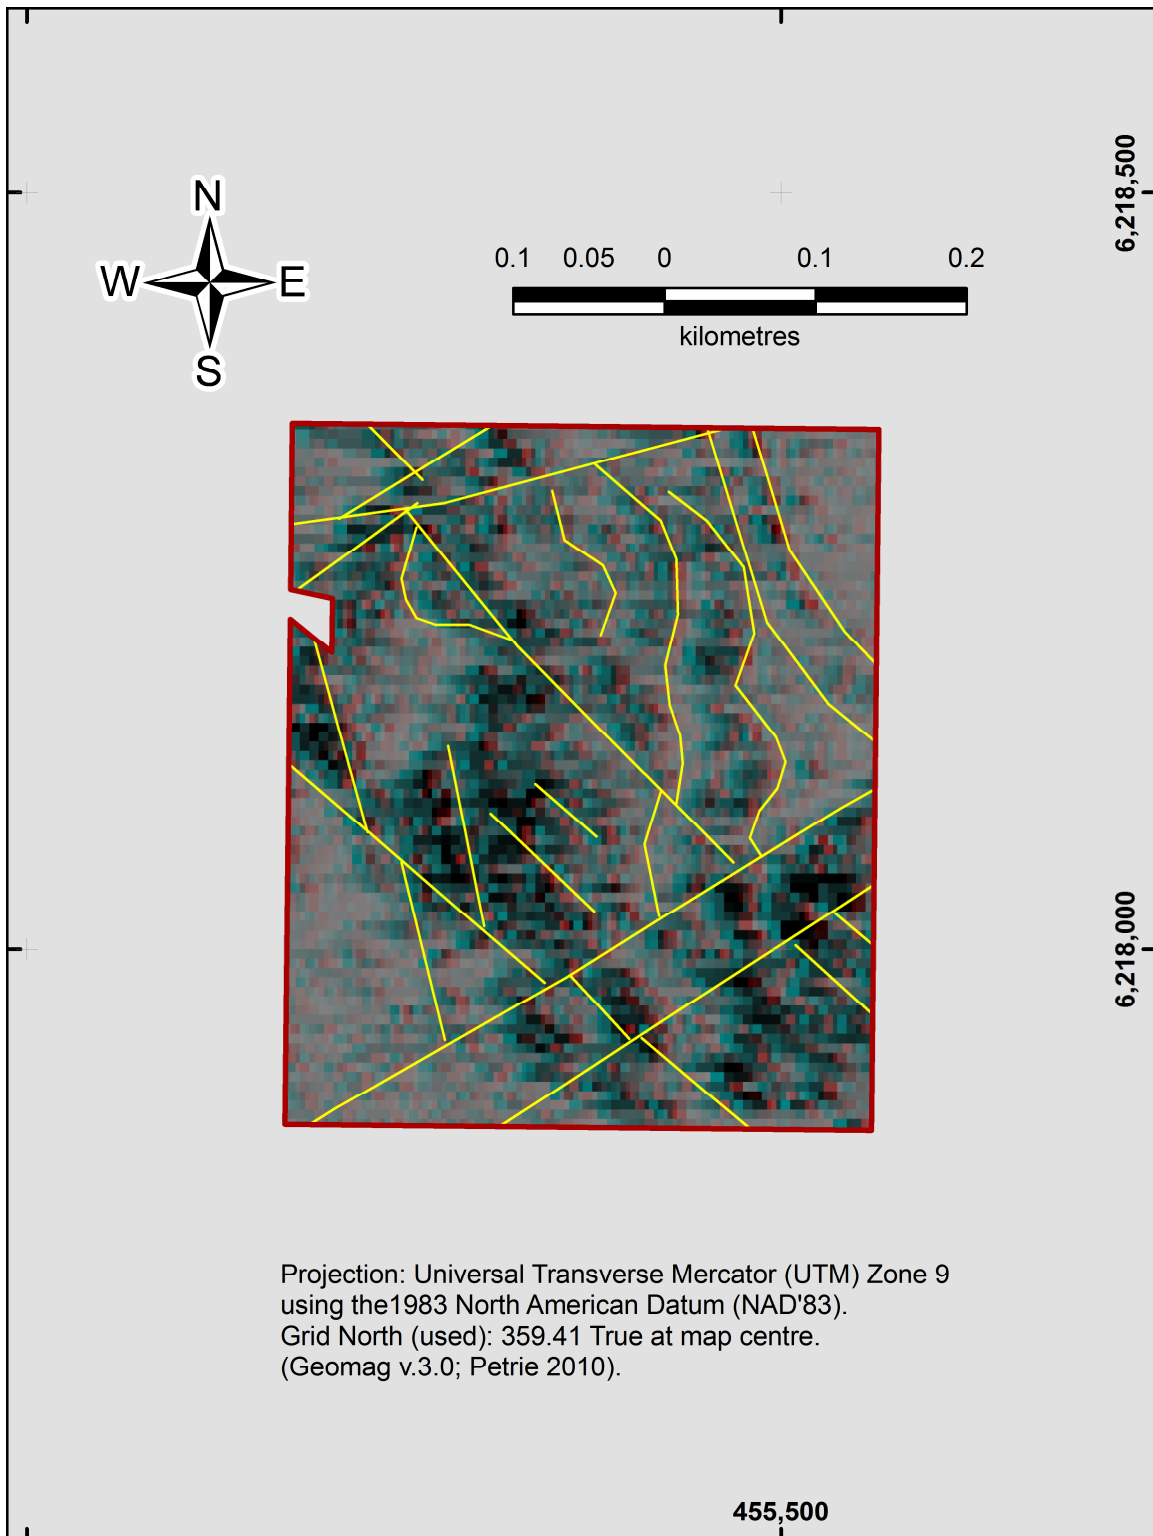 6,218,500
N
W
E
S
0.1 0.05 0 0.1 0.2
kilometres
6,218,000
Projection: Universal Transverse Mercator (UTM) Zone 9
using the1983 North American Datum (NAD'83).
Grid North (used): 359.41 True at map centre.
(Geomag v.3.0; Petrie 2010).
455,500